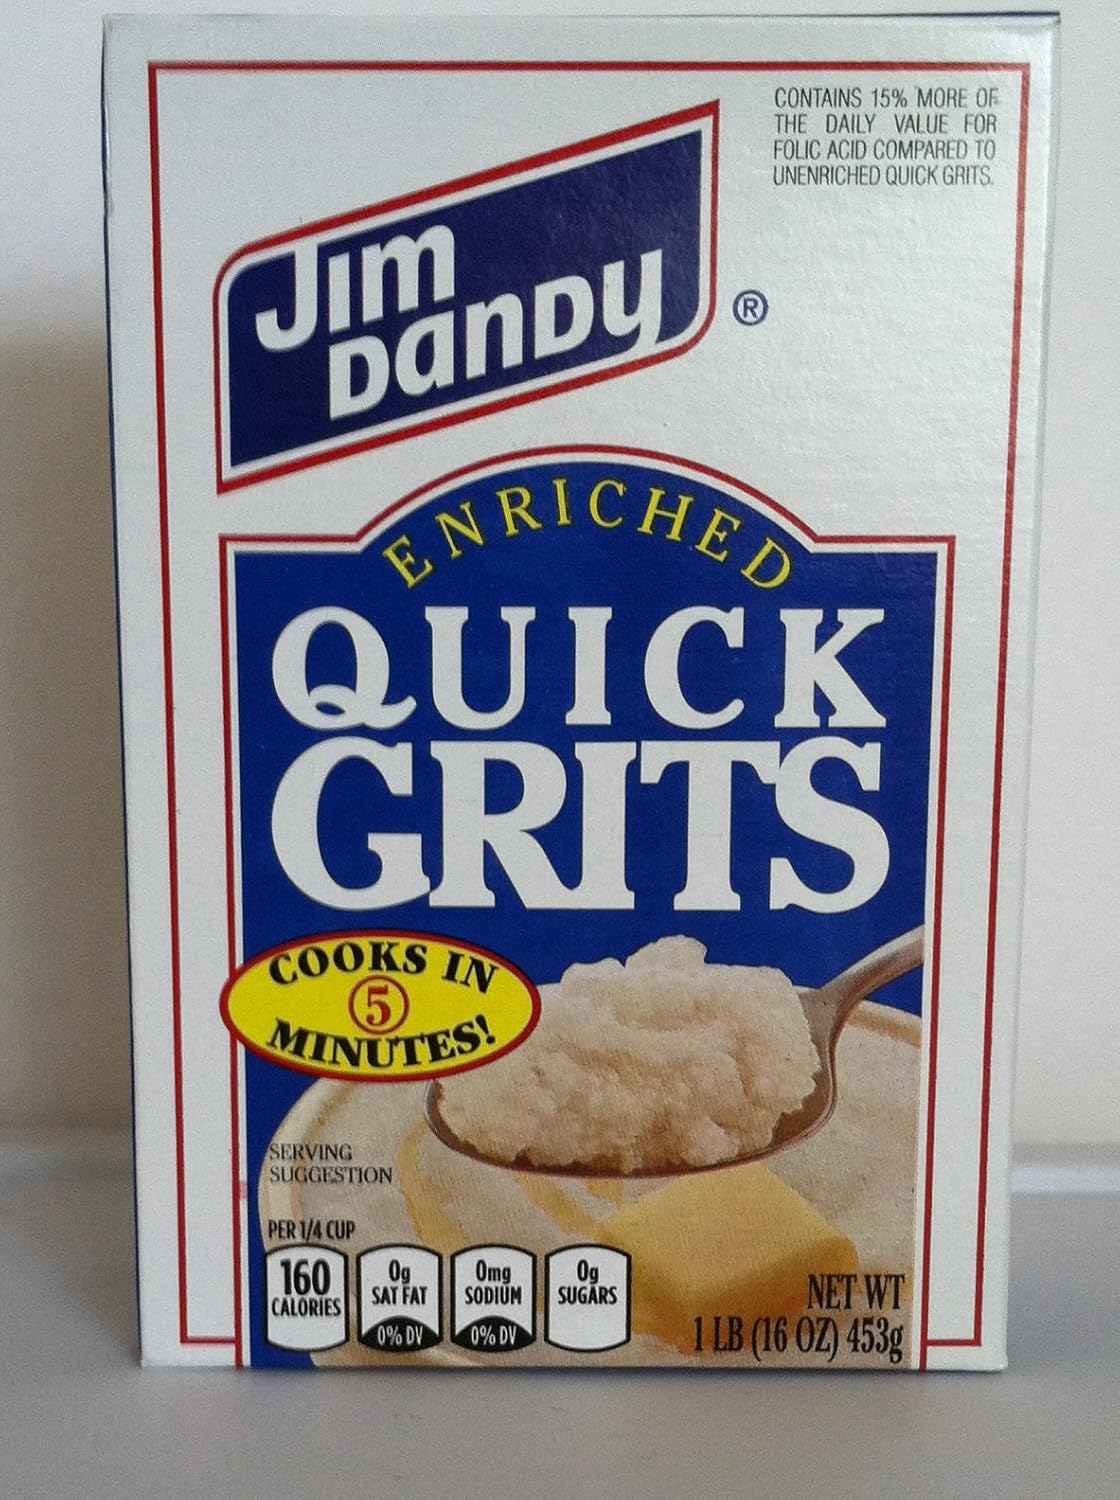 CONTAINS 15% MORE OF
THE DAILY VALUE FOR
FOLIC ACID COMPARED TO
UNENRICHED QUICK GRITS.
Jim
Dandy
®
ENRICHED
QUICK
GRITS
COOKS IN
5
MINUTES!
SERVING
SUGGESTION
PER 1/4 CUP
160
CALORIES
0g
SAT FAT
0% DV
0mg
SODIUM
0% DV
0g
SUGARS
NET WT
1 LB (16 OZ) 453g